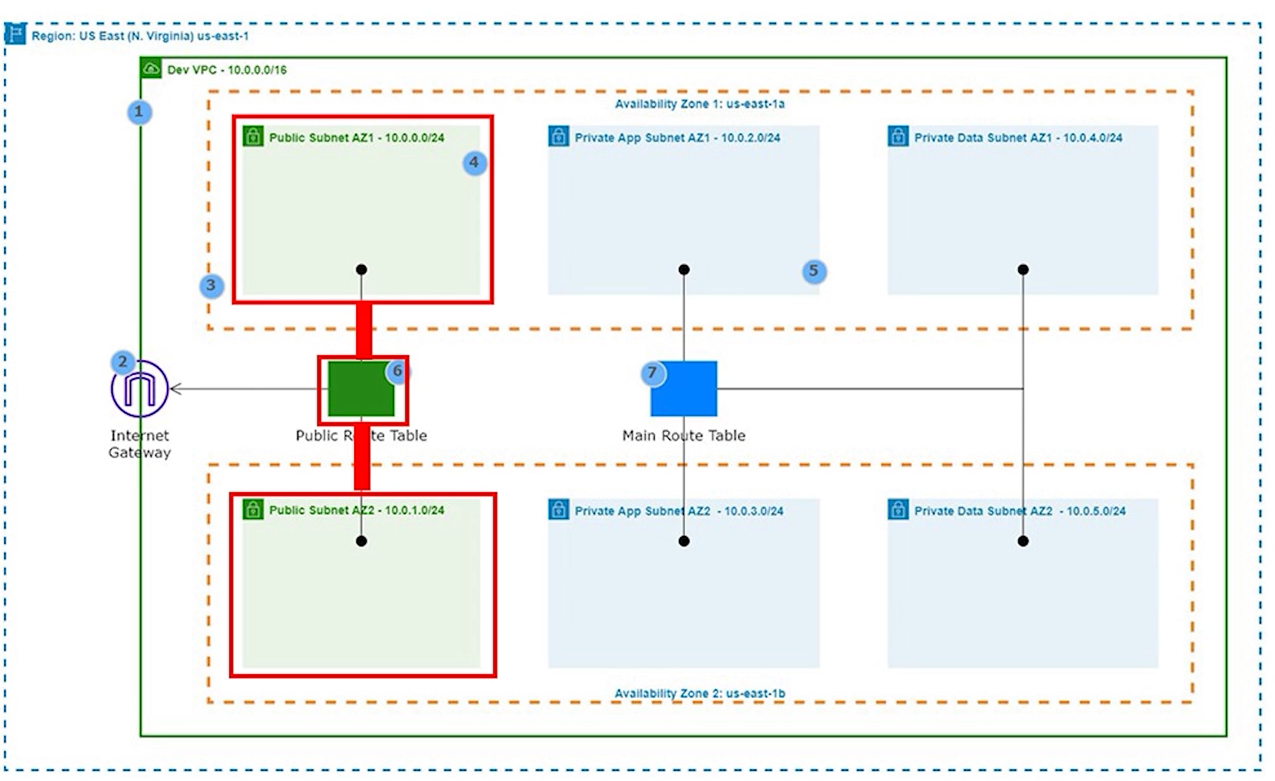 Region: US East (N. Virginia) us-east-1
Dev VPC - 10.0.0.0/16
1
Availability Zone 1: us-east-1a
Public Subnet AZ1 - 10.0.0.0/24
Private App Subnet AZ1 - 10.0.2.0/24
Private Data Subnet AZ1 - 10.0.4.0/24
4
5
3
2
6
7
Internet
Gateway
Public Route Table
Main Route Table
Public Subnet AZ2 - 10.0.1.0/24
Private App Subnet AZ2 - 10.0.3.0/24
Private Data Subnet AZ2 - 10.0.5.0/24
Availability Zone 2: us-east-1b